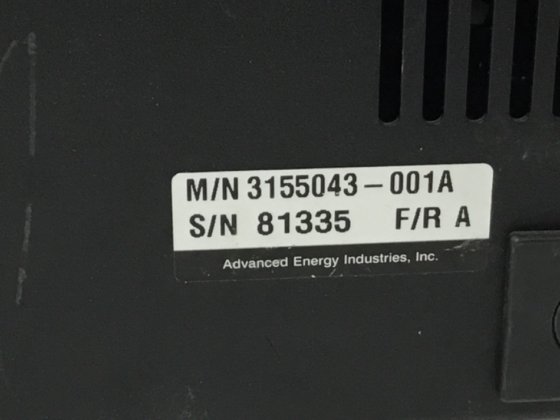 M/N 3155043-001A
S/N 81335 F/R A
Advanced Energy Industries, Inc.